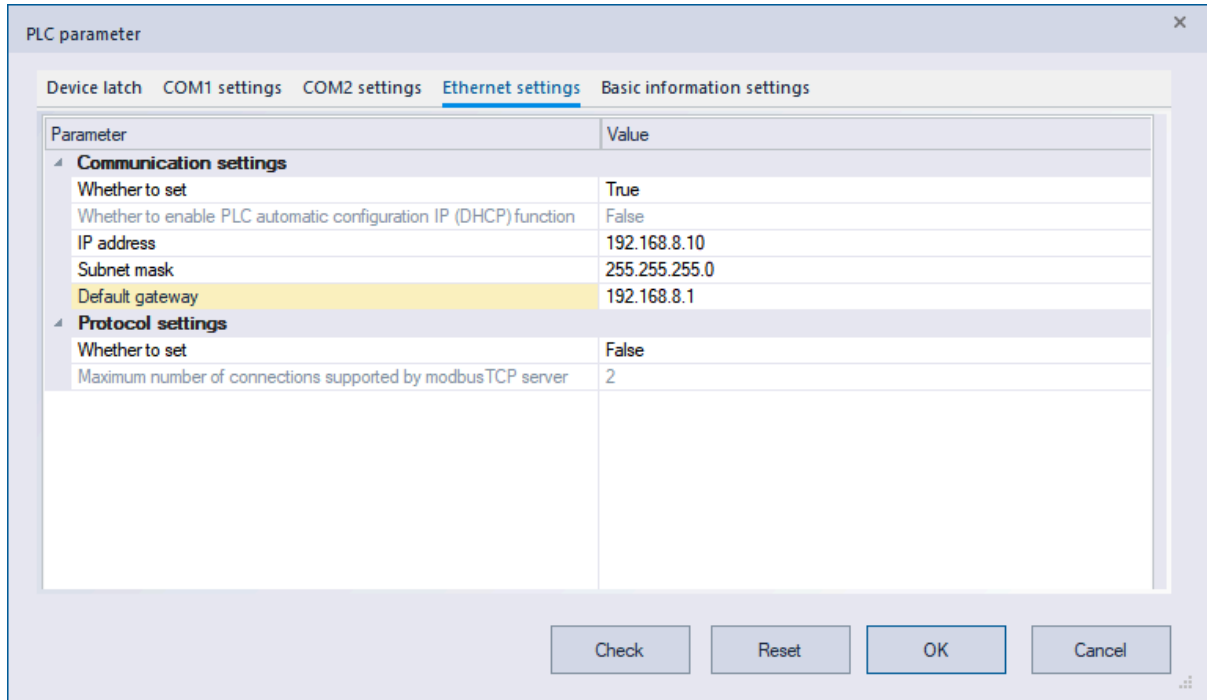 PLC parameter
Device latch COM1 settings COM2 settings Ethernet settings Basic information settings
Parameter Value
Communication settings
Whether to set True
Whether to enable PLC automatic configuration IP (DHCP) function False
IP address 192.168.8.10
Subnet mask 255.255.255.0
Default gateway 192.168.8.1
Protocol settings
Whether to set False
Maximum number of connections supported by modbusTCP server 2
Check Reset OK Cancel